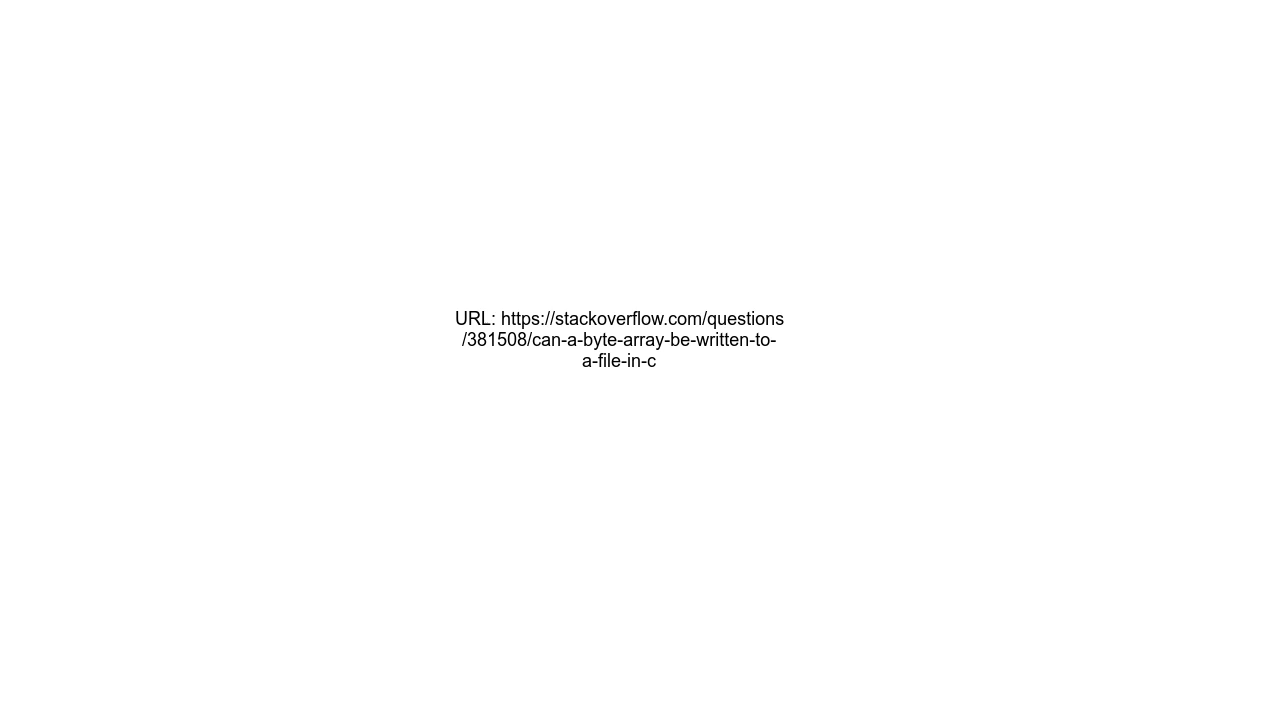 URL: https://stackoverflow.com/questions
/381508/can-a-byte-array-be-written-to-
a-file-in-c